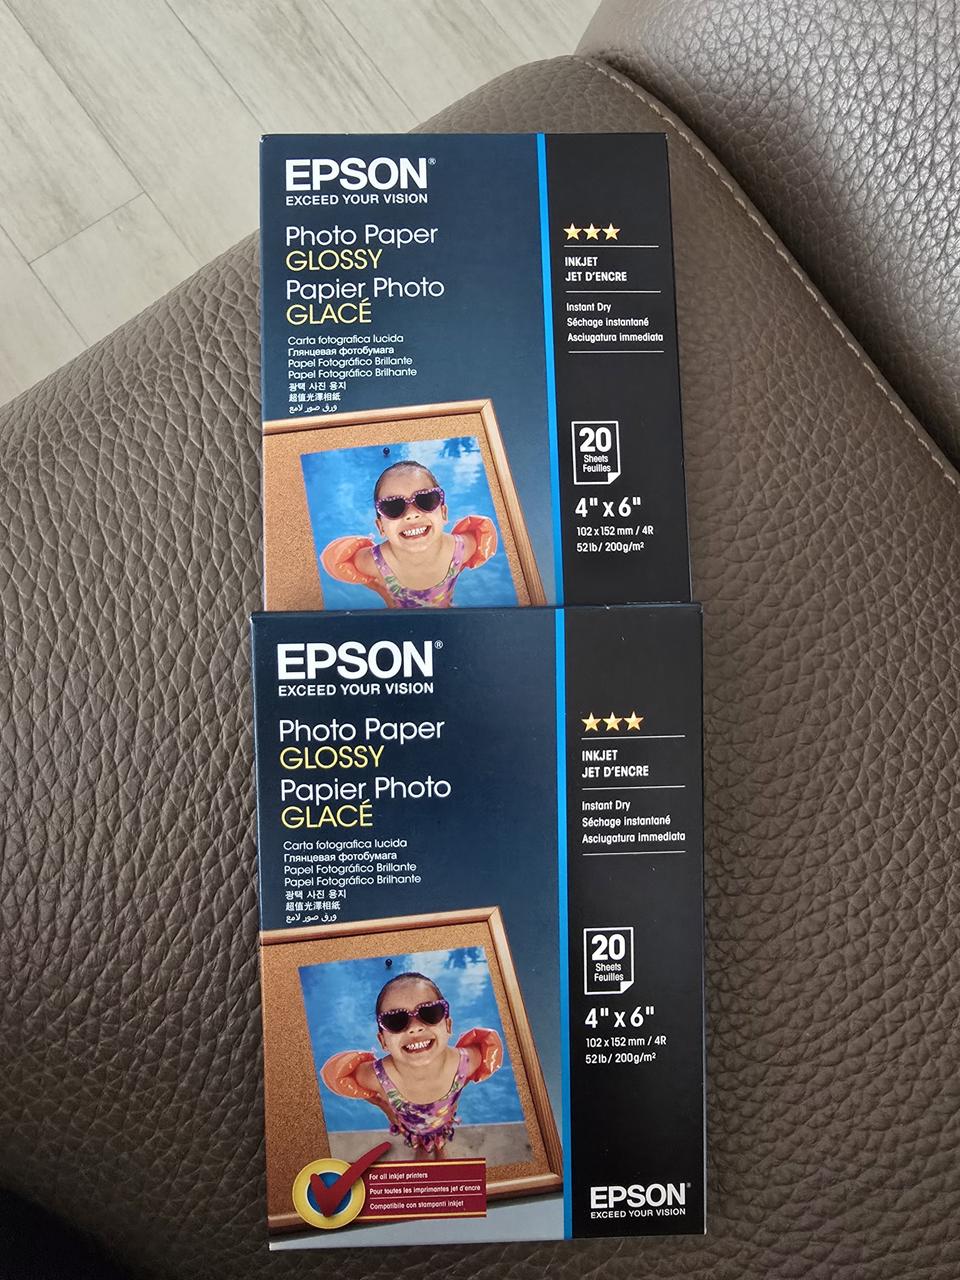 EPSON®
EXCEED YOUR VISION
Photo Paper
GLOSSY
Papier Photo
GLACÉ
Carta fotografica lucida
Глянцевая фотобумага
Papel Fotográfico Brillante
Papel Fotográfico Brilhante
광택 사진 용지
超值光澤相紙
ورق صور لامع
INKJET
JET D'ENCRE
Instant Dry
Séchage instantané
Asciugatura immediata
20
Sheets
Feuilles
4" x 6"
102 x 152 mm / 4R
52lb / 200g/m²
EPSON®
EXCEED YOUR VISION
Photo Paper
GLOSSY
Papier Photo
GLACÉ
Carta fotografica lucida
Глянцевая фотобумага
Papel Fotográfico Brillante
Papel Fotográfico Brilhante
광택 사진 용지
超值光澤相紙
ورق صور لامع
INKJET
JET D'ENCRE
Instant Dry
Séchage instantané
Asciugatura immediata
20
Sheets
Feuilles
4" x 6"
102 x 152 mm / 4R
52lb / 200g/m²
For all inkjet printers
Pour toutes les imprimantes jet d'encre
Compatibile con stampanti inkjet
EPSON®
EXCEED YOUR VISION